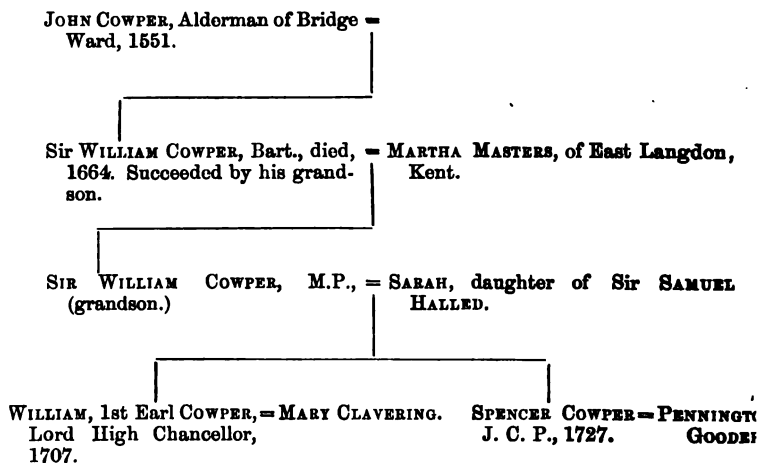 JOHN COWPER, Alderman of Bridge =
Ward, 1551.
Sir WILLIAM COWPER, Bart., died, = MARTHA MASTERS, of East Langdon,
1664. Succeeded by his grand- Kent.
son.
SIR WILLIAM COWPER, M.P., = SARAH, daughter of Sir SAMUEL
(grandson.) HALLED.
WILLIAM, 1st Earl COWPER, = MARY CLAVERING. SPENCER COWPER = 
Lord High Chancellor, J. C. P., 1727.
1707.